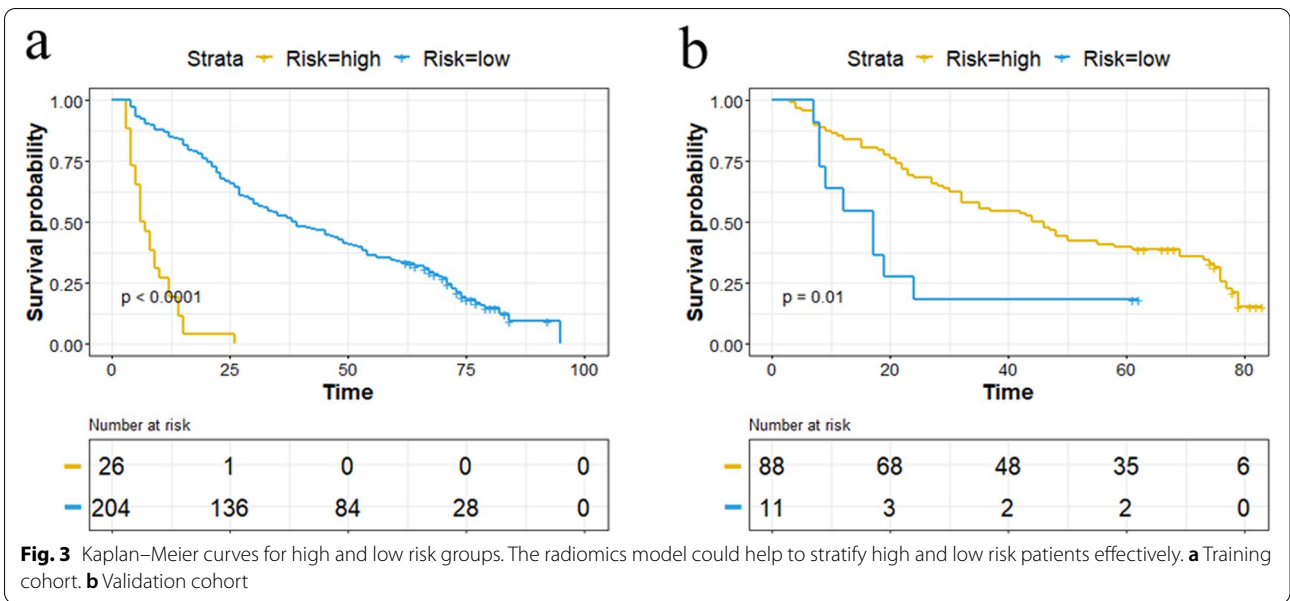 a
Strata Risk=high Risk=low
Survival probability
1.00
0.75
0.50
0.25
0.00
p < 0.0001
0 25 50 75 100
Time
Number at risk
26 1 0 0 0
204 136 84 28 0
b
Strata Risk=high Risk=low
Survival probability
1.00
0.75
0.50
0.25
0.00
p = 0.01
0 20 40 60 80
Time
Number at risk
88 68 48 35 6
11 3 2 2 0
Fig. 3 Kaplan–Meier curves for high and low risk groups. The radiomics model could help to stratify high and low risk patients effectively. a Training
cohort. b Validation cohort